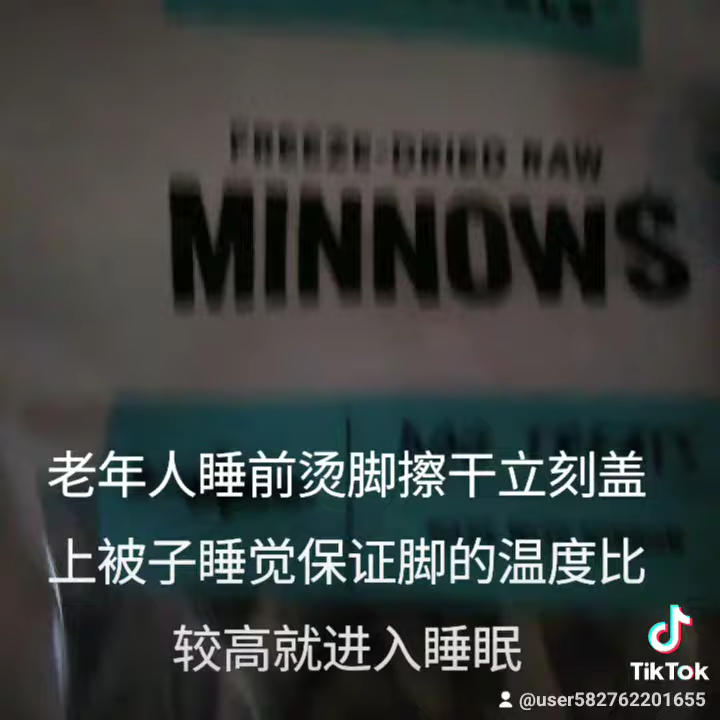 FREEZE-DRIED RAW
MINNOWS
老年人睡前烫脚擦干立刻盖
上被子睡觉保证脚的温度比
较高就进入睡眠
TikTok
@user582762201655